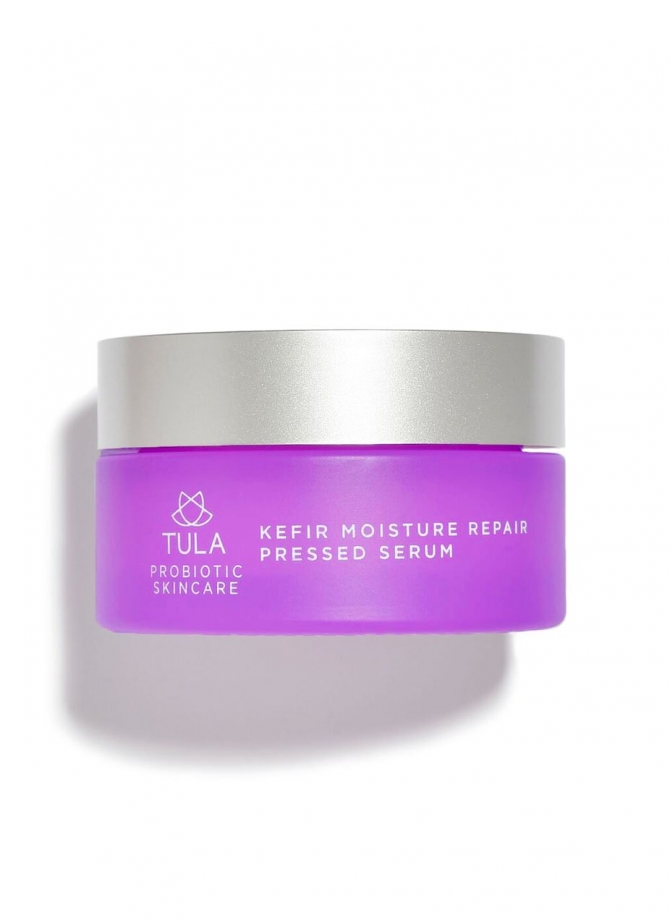 TULA
PROBIOTIC
SKINCARE
KEFIR MOISTURE REPAIR
PRESSED SERUM